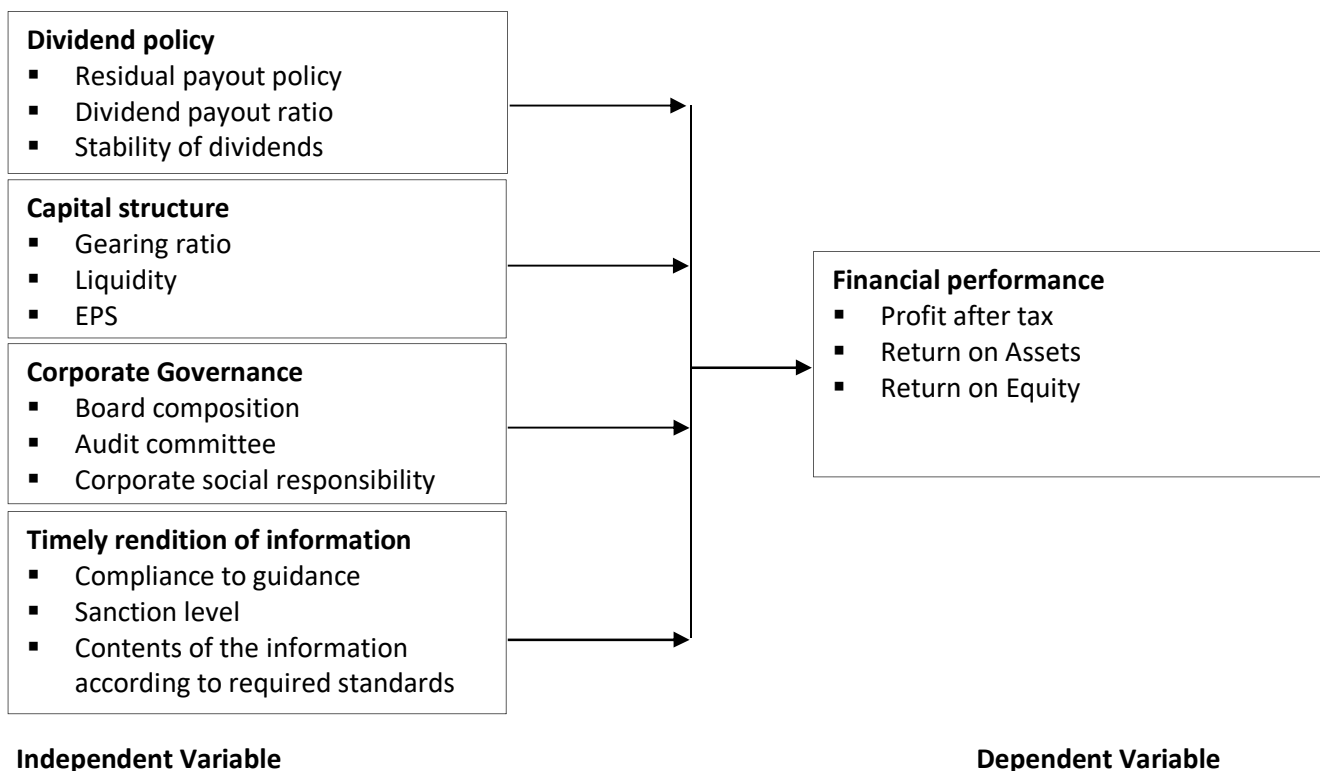 Dividend policy
▪ Residual payout policy
▪ Dividend payout ratio
▪ Stability of dividends
Capital structure
▪ Gearing ratio
▪ Liquidity
▪ EPS
Corporate Governance
▪ Board composition
▪ Audit committee
▪ Corporate social responsibility
Timely rendition of information
▪ Compliance to guidance
▪ Sanction level
▪ Contents of the information
according to required standards
Financial performance
▪ Profit after tax
▪ Return on Assets
▪ Return on Equity
Independent Variable
Dependent Variable